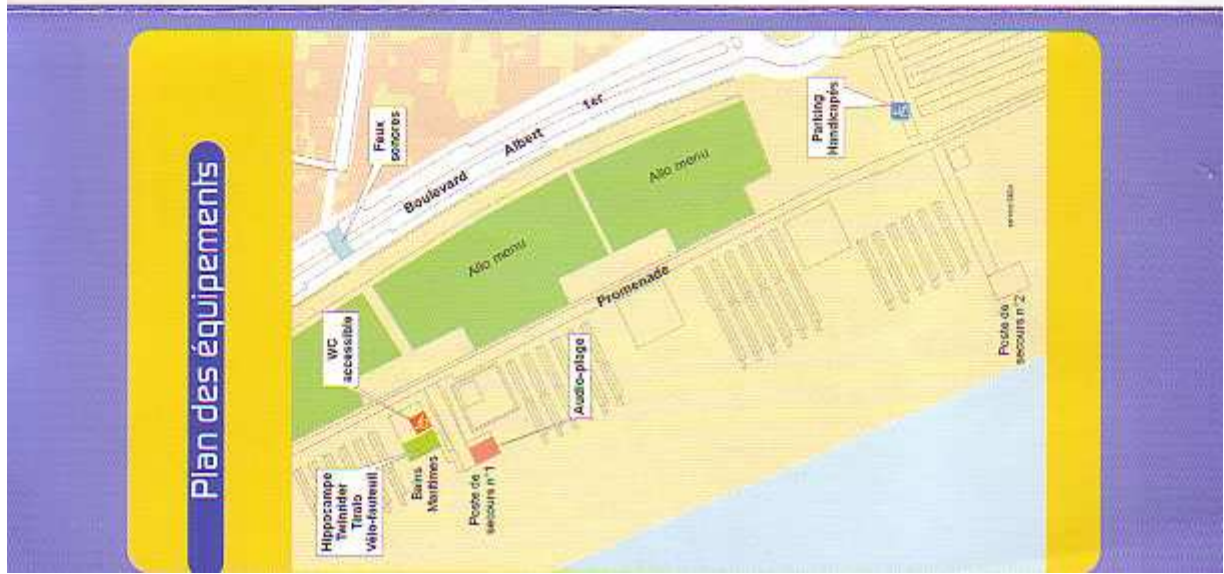 Plan des équipements
Feux
sonores
Boulevard Albert 1er
Parking
Handicapés
Allo menu
Allo menu
Promenade
WC
accessible
Hippocampe
Twinrider
Tiralo
Vélo-fauteuil
Bains
Maritimes
Poste de
secours n°1
Audio-plage
Poste de
secours n°2